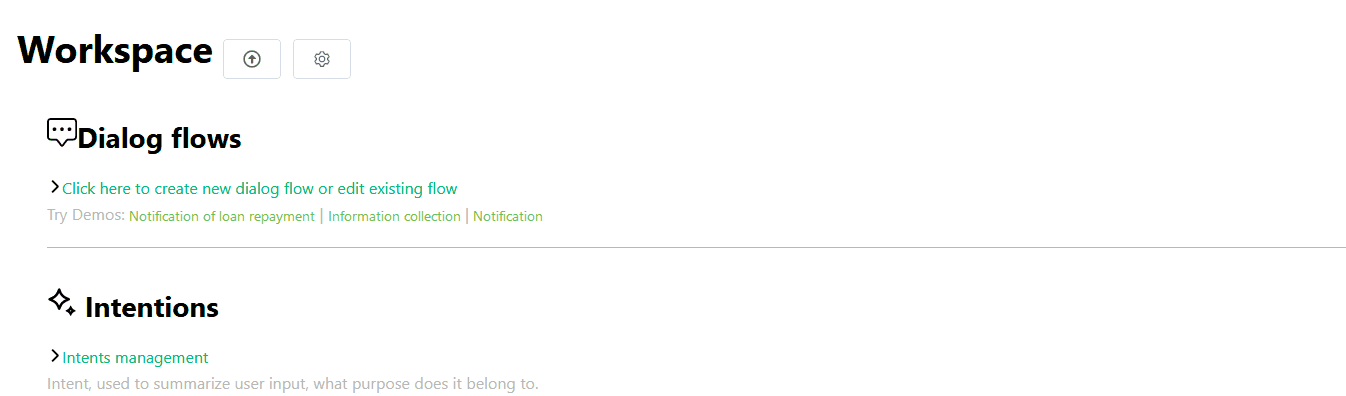 Workspace
Dialog flows
Click here to create new dialog flow or edit existing flow
Try Demos: Notification of loan repayment | Information collection | Notification
Intentions
Intents management
Intent, used to summarize user input, what purpose does it belong to.